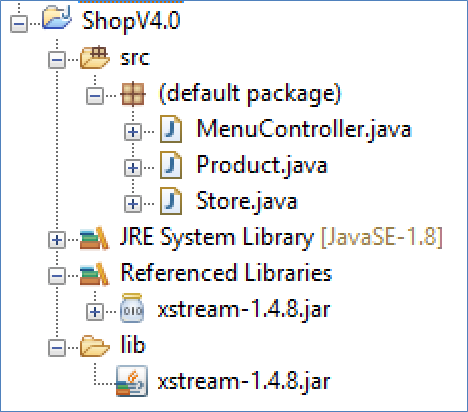 ShopV4.0
src
(default package)
MenuController.java
Product.java
Store.java
JRE System Library [JavaSE-1.8]
Referenced Libraries
xstream-1.4.8.jar
lib
xstream-1.4.8.jar